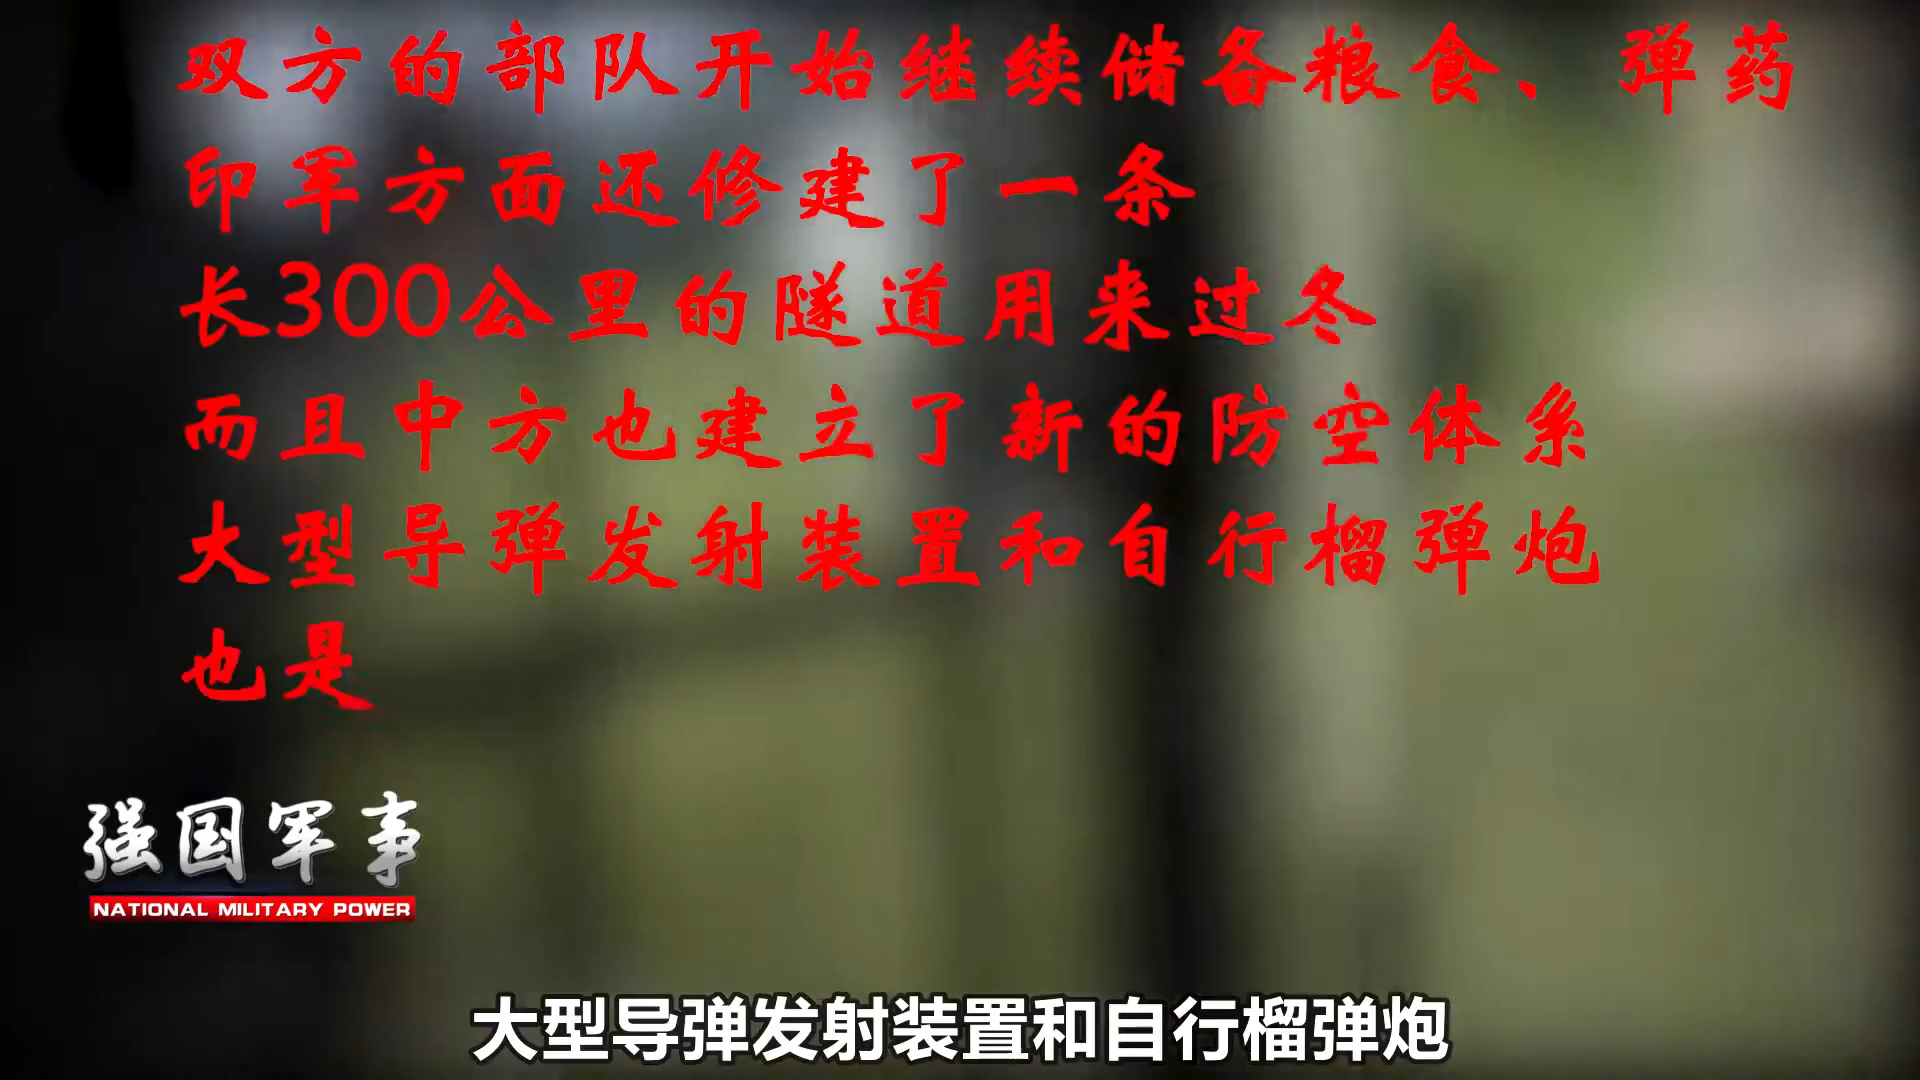 双方的部队开始继续储备粮食、弹药
印军方面还修建了一条
长300公里的隧道用来过冬
而且中方也建立了新的防空体系
大型导弹发射装置和自行榴弹炮
也是
强国军事
NATIONAL MILITARY POWER
大型导弹发射装置和自行榴弹炮